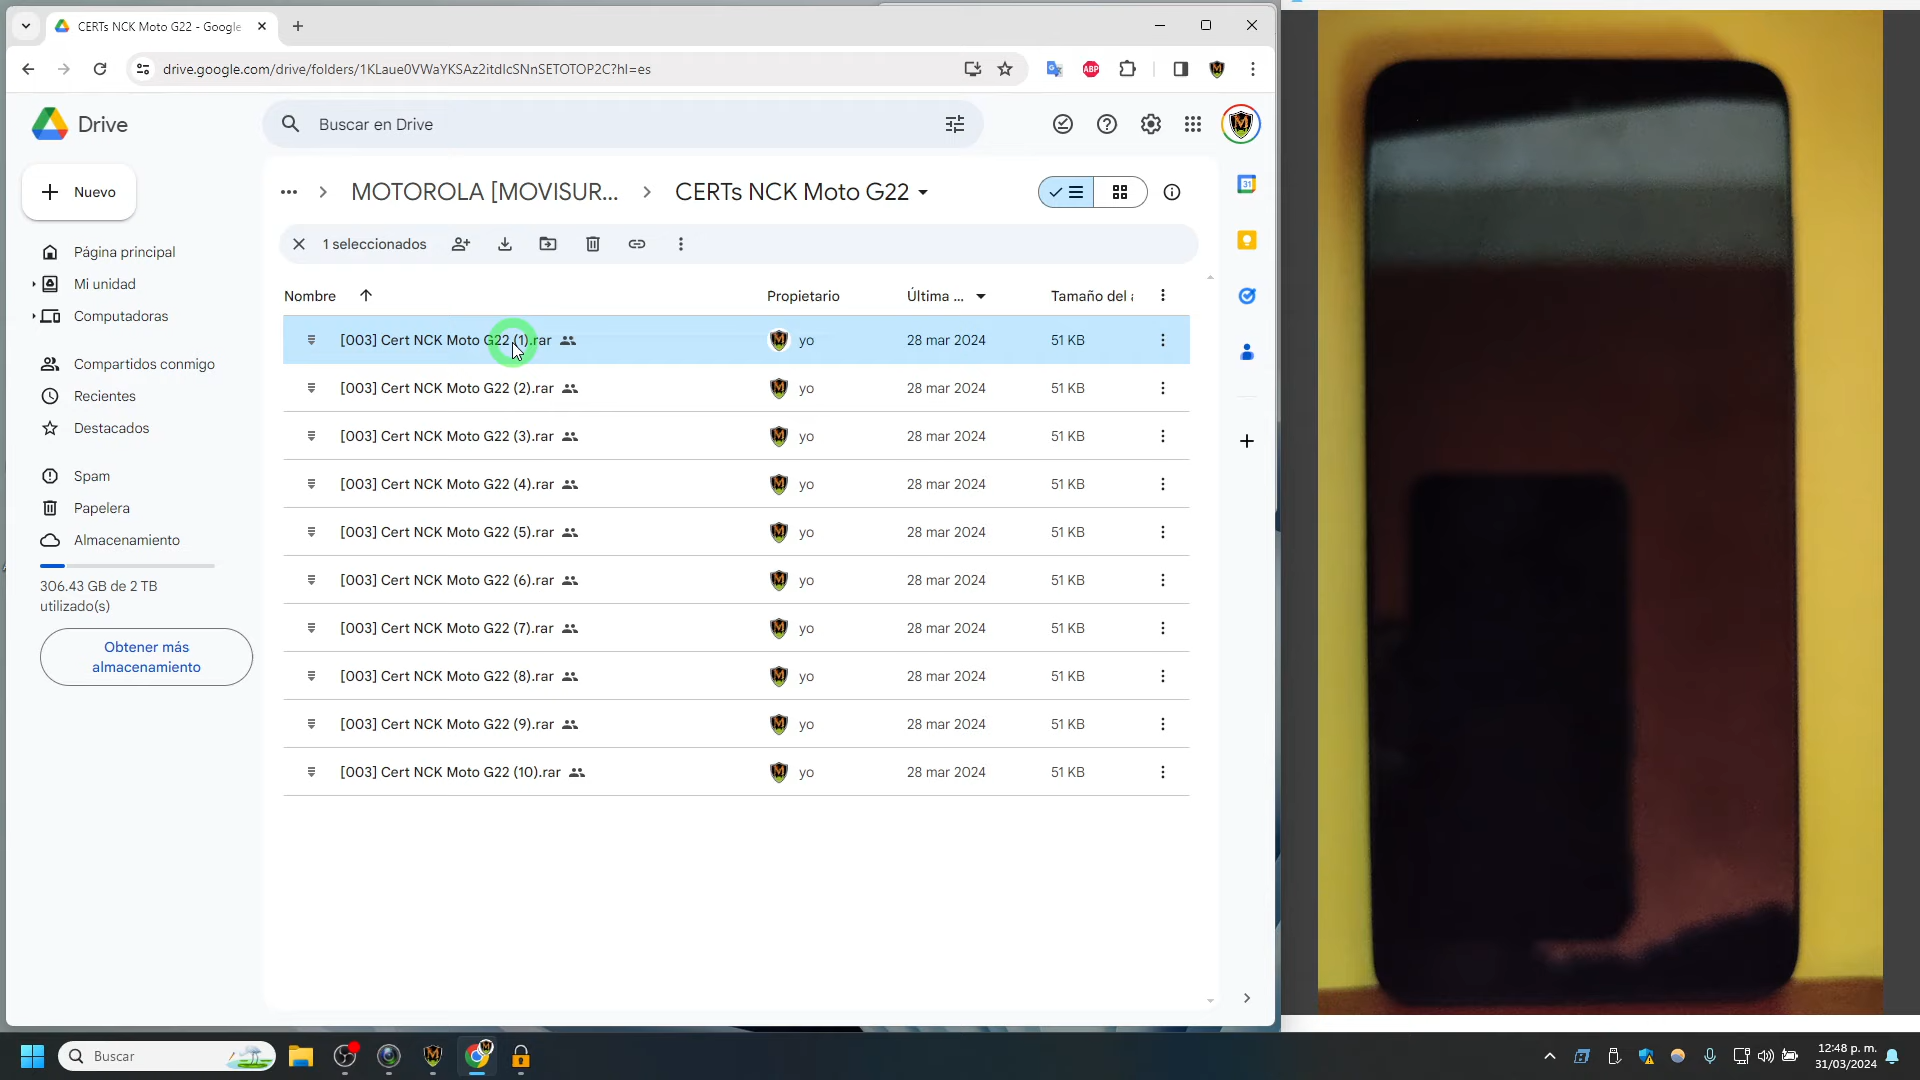 CERTs NCK Moto G22 - Google
drive.google.com/drive/folders/1KLaue0VWaYKSAz2itdIcSNnSETOTOP2C?hl=es
ABP
Drive
Buscar en Drive
Nuevo
MOTOROLA [MOVISUR... > CERTs NCK Moto G22
31
1 seleccionados
Página principal
Mi unidad
Computadoras
Compartidos conmigo
Recientes
Destacados
Spam
Papelera
Almacenamiento
306.43 GB de 2 TB
utilizado(s)
Obtener más
almacenamiento
Nombre Propietario Última ... Tamaño del a
[003] Cert NCK Moto G22 (1).rar yo 28 mar 2024 51 KB
[003] Cert NCK Moto G22 (2).rar yo 28 mar 2024 51 KB
[003] Cert NCK Moto G22 (3).rar yo 28 mar 2024 51 KB
[003] Cert NCK Moto G22 (4).rar yo 28 mar 2024 51 KB
[003] Cert NCK Moto G22 (5).rar yo 28 mar 2024 51 KB
[003] Cert NCK Moto G22 (6).rar yo 28 mar 2024 51 KB
[003] Cert NCK Moto G22 (7).rar yo 28 mar 2024 51 KB
[003] Cert NCK Moto G22 (8).rar yo 28 mar 2024 51 KB
[003] Cert NCK Moto G22 (9).rar yo 28 mar 2024 51 KB
[003] Cert NCK Moto G22 (10).rar yo 28 mar 2024 51 KB
Buscar
12:48 p. m.
31/03/2024